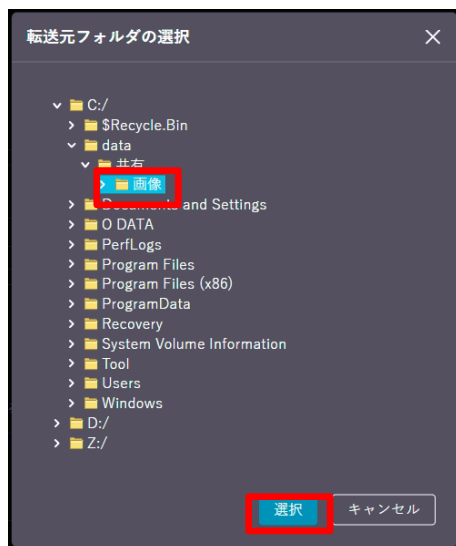 転送元フォルダの選択
C:/
$Recycle.Bin
data
共有
画像
Documents and Settings
O DATA
PerfLogs
Program Files
Program Files (x86)
ProgramData
Recovery
System Volume Information
Tool
Users
Windows
D:/
Z:/
選択 キャンセル